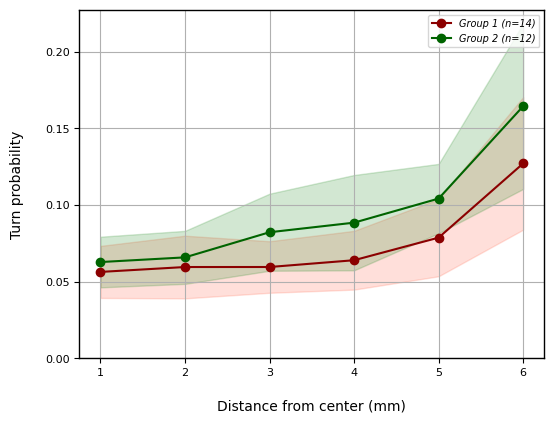 Group 1 (n=14)
Group 2 (n=12)
Turn probability
0.20
0.15
0.10
0.05
0.00
1 2 3 4 5 6
Distance from center (mm)